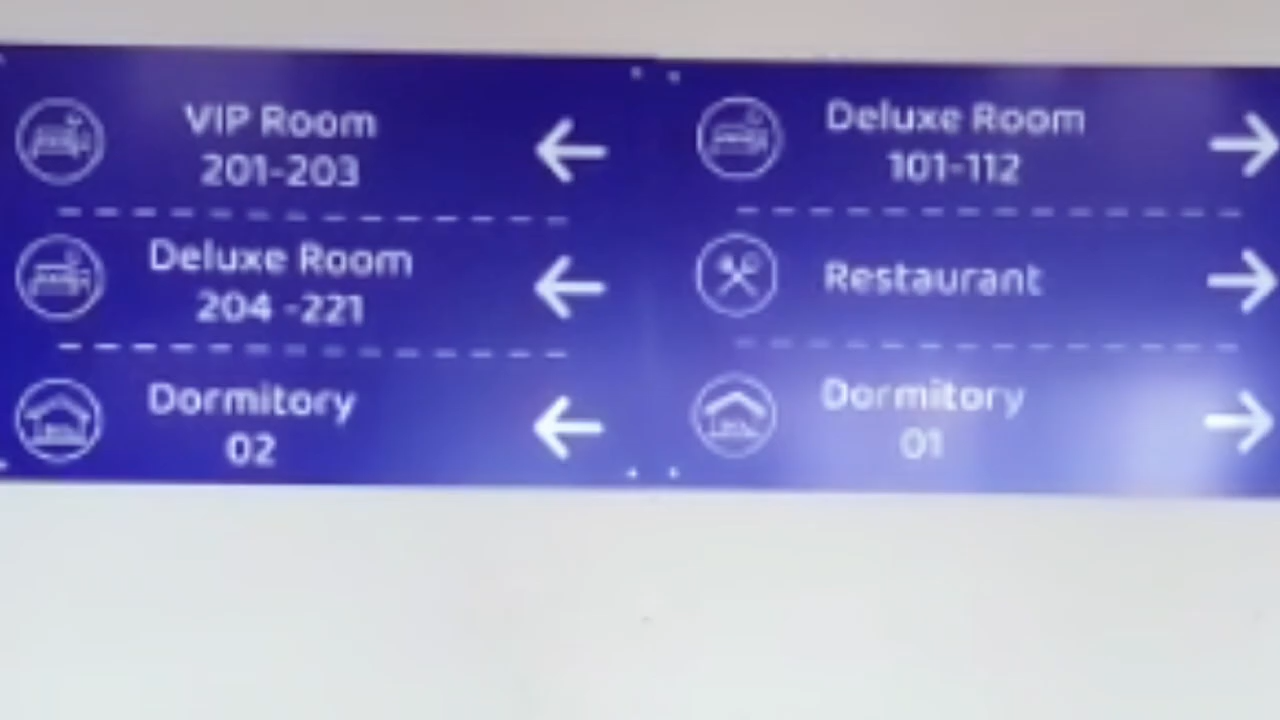 VIP Room
201-203
Deluxe Room
204 -221
Dormitory
02
Deluxe Room
101-112
Restaurant
Dormitory
01